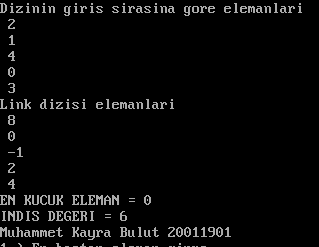 Dizinin giris sirasina gore elemanlari
2
1
4
0
3
Link dizisi elemanlari
8
0
-1
2
4
EN KUCUK ELEMAN = 0
INDIS DEGERI = 6
Muhammet Kayra Bulut 20011901